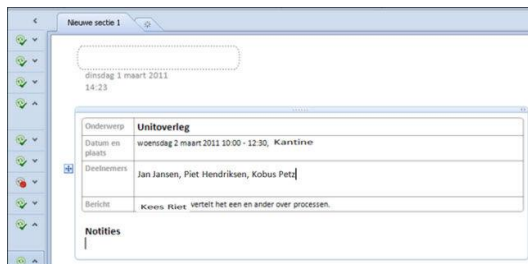 Nieuwe sectie 1
dinsdag 1 maart 2011
14:23
Onderwerp Unitoverleg
Datum en plaats woensdag 2 maart 2011 10:00 - 12:30, Kantine
Deelnemers Jan Jansen, Piet Hendriksen, Kobus Petz
Bericht Kees Riet vertelt het een en ander over processen.
Notities